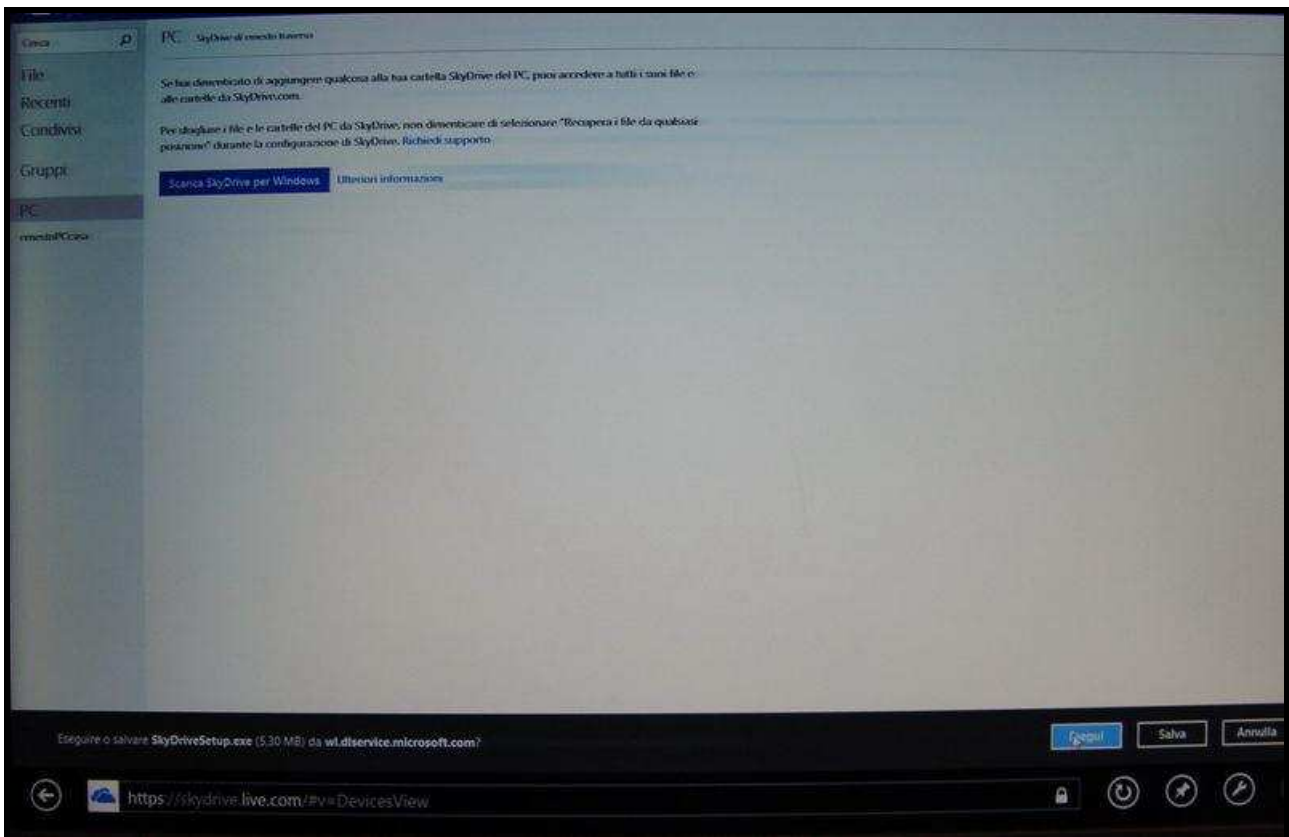 Cerca
PC SkyDrive di ernesto traverso
File
Recenti
Condivisi
Gruppi
PC
ernestoPCcasa
Se hai dimenticato di aggiungere qualcosa alla tua cartella SkyDrive del PC, puoi accedere a tutti i suoi file e
alle cartelle da SkyDrive.com.
Per sfogliare i file e le cartelle del PC da SkyDrive, non dimenticare di selezionare "Recupera i file da qualsiasi
posizione" durante la configurazione di SkyDrive. Richiedi supporto
Scarica SkyDrive per Windows Ulteriori informazioni
Eseguire o salvare SkyDriveSetup.exe (5,30 MB) da wl.dlservice.microsoft.com?
Esegui Salva Annulla
https://skydrive.live.com/#v=DevicesView